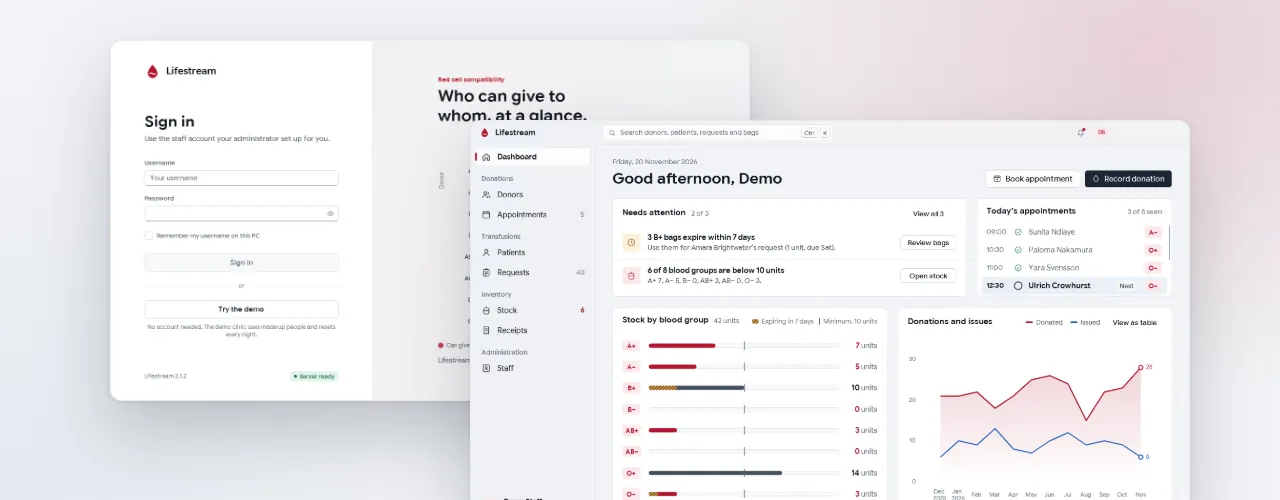 Lifestream
Sign in
Use the staff account your administrator set up for you.
Username
Your username
Password
Remember my username on this PC
Sign in
or
Try the demo
No account needed. The demo clinic uses made-up people and resets
every night.
Lifestream 2.1.2
Server ready
Red cell compatibility
Who can give to
whom, at a glance.
Donor
Can give
Lifestream
Lifestream
Search donors, patients, requests and bags
Ctrl K
DS
Dashboard
Donations
Donors
Appointments 5
Transfusions
Patients
Requests 40
Inventory
Stock 6
Receipts
Administration
Staff
Friday, 20 November 2026
Good afternoon, Demo
Book appointment
Record donation
Needs attention 2 of 3
View all 3
3 B+ bags expire within 7 days
Use them for Amara Brightwater's request (1 unit, due Sat).
Review bags
6 of 8 blood groups are below 10 units
A+ 7, A− 5, B− 0, AB+ 3, AB− 0, O− 3.
Open stock
Today's appointments 3 of 8 seen
09:00 Sunita Ndiaye A−
10:30 Paloma Nakamura O+
11:00 Yara Svensson O−
12:30 Ulrich Crowhurst Next O−
Stock by blood group 42 units
Expiring in 7 days
Minimum, 10 units
A+ 7 units
A− 5 units
B+ 10 units
B− 0 units
AB+ 3 units
AB− 0 units
O+ 14 units
O− 3 units
Donations and issues
Donated
Issued
View as table
30
20
10
0
28
6
Dec 2025 Jan 2026 Feb Mar Apr May Jun Jul Aug Sep Oct Nov